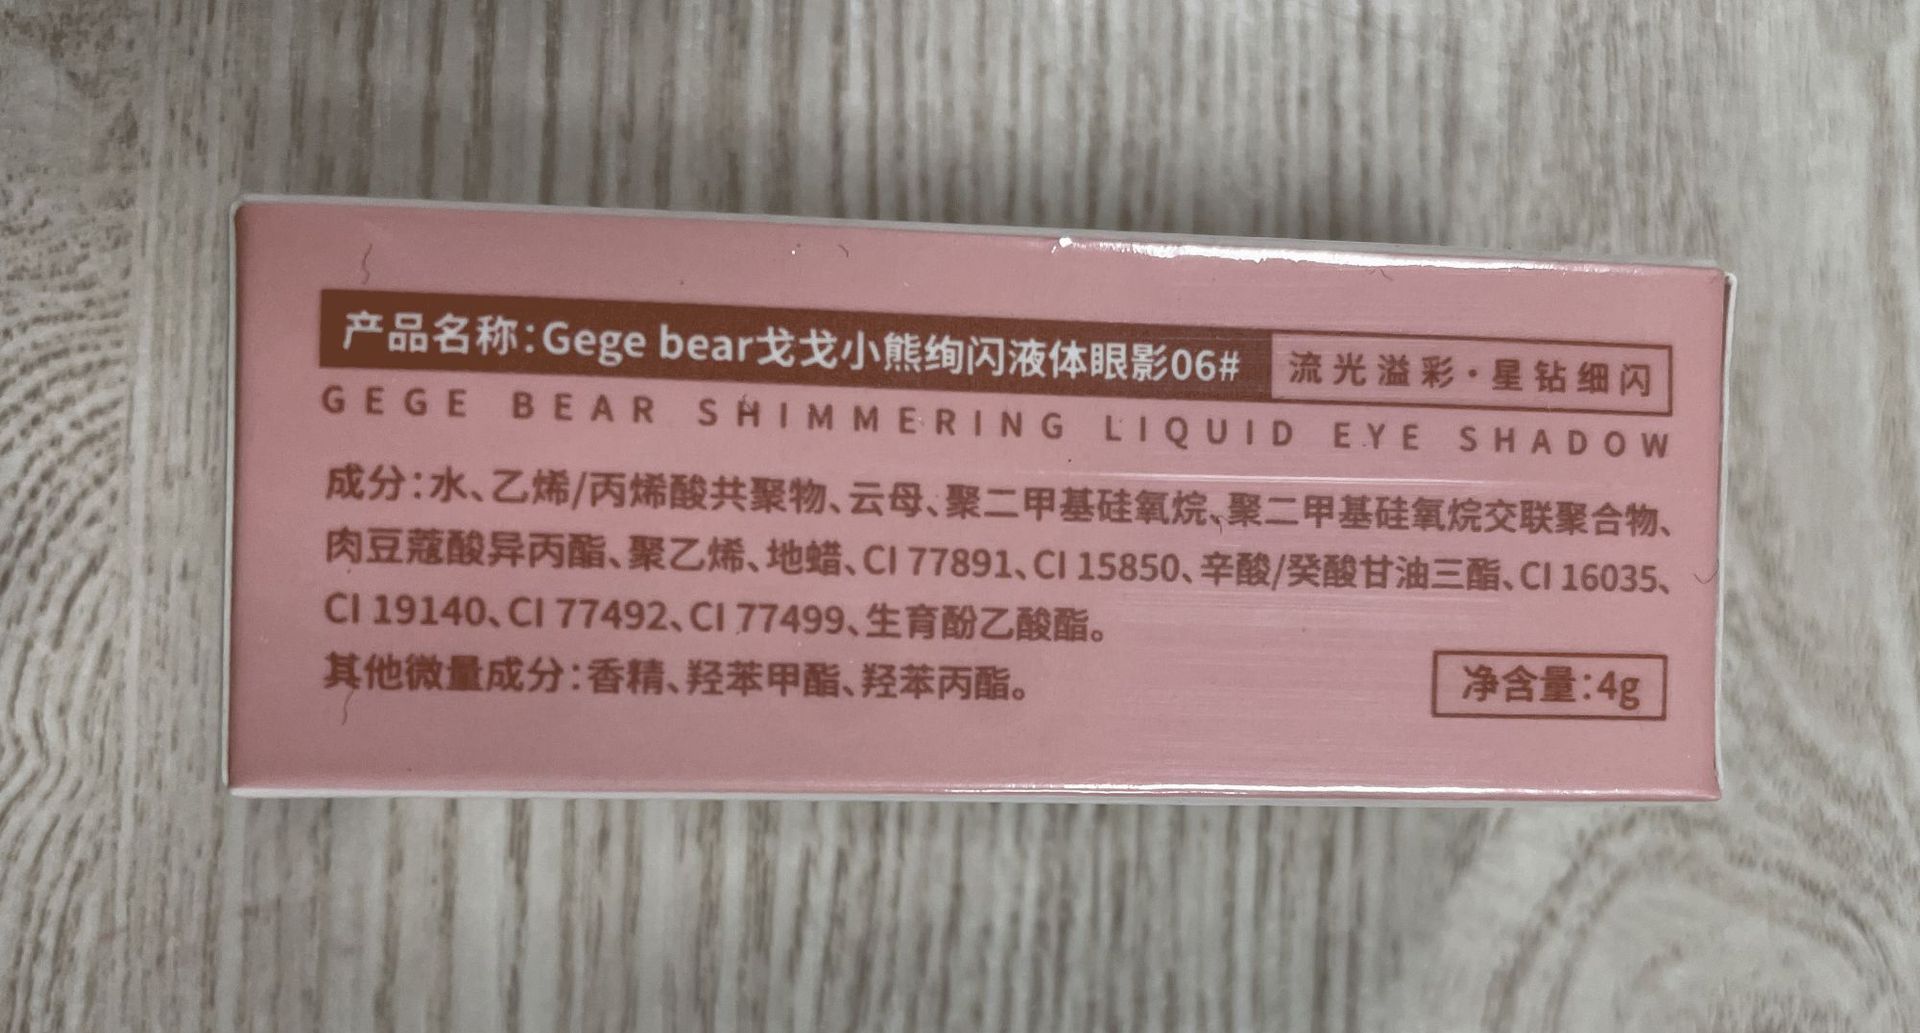 产品名称：Gege bear戈戈小熊绚闪液体眼影06# 流光溢彩·星钻细闪
GEGE BEAR SHIMMERING LIQUID EYE SHADOW
成分：水、乙烯/丙烯酸共聚物、云母、聚二甲基硅氧烷、聚二甲基硅氧烷交联聚合物、
肉豆蔻酸异丙酯、聚乙烯、地蜡、CI 77891、CI 15850、辛酸/癸酸甘油三酯、CI 16035、
CI 19140、CI 77492、CI 77499、生育酚乙酸酯。
其他微量成分：香精、羟苯甲酯、羟苯丙酯。
净含量：4g